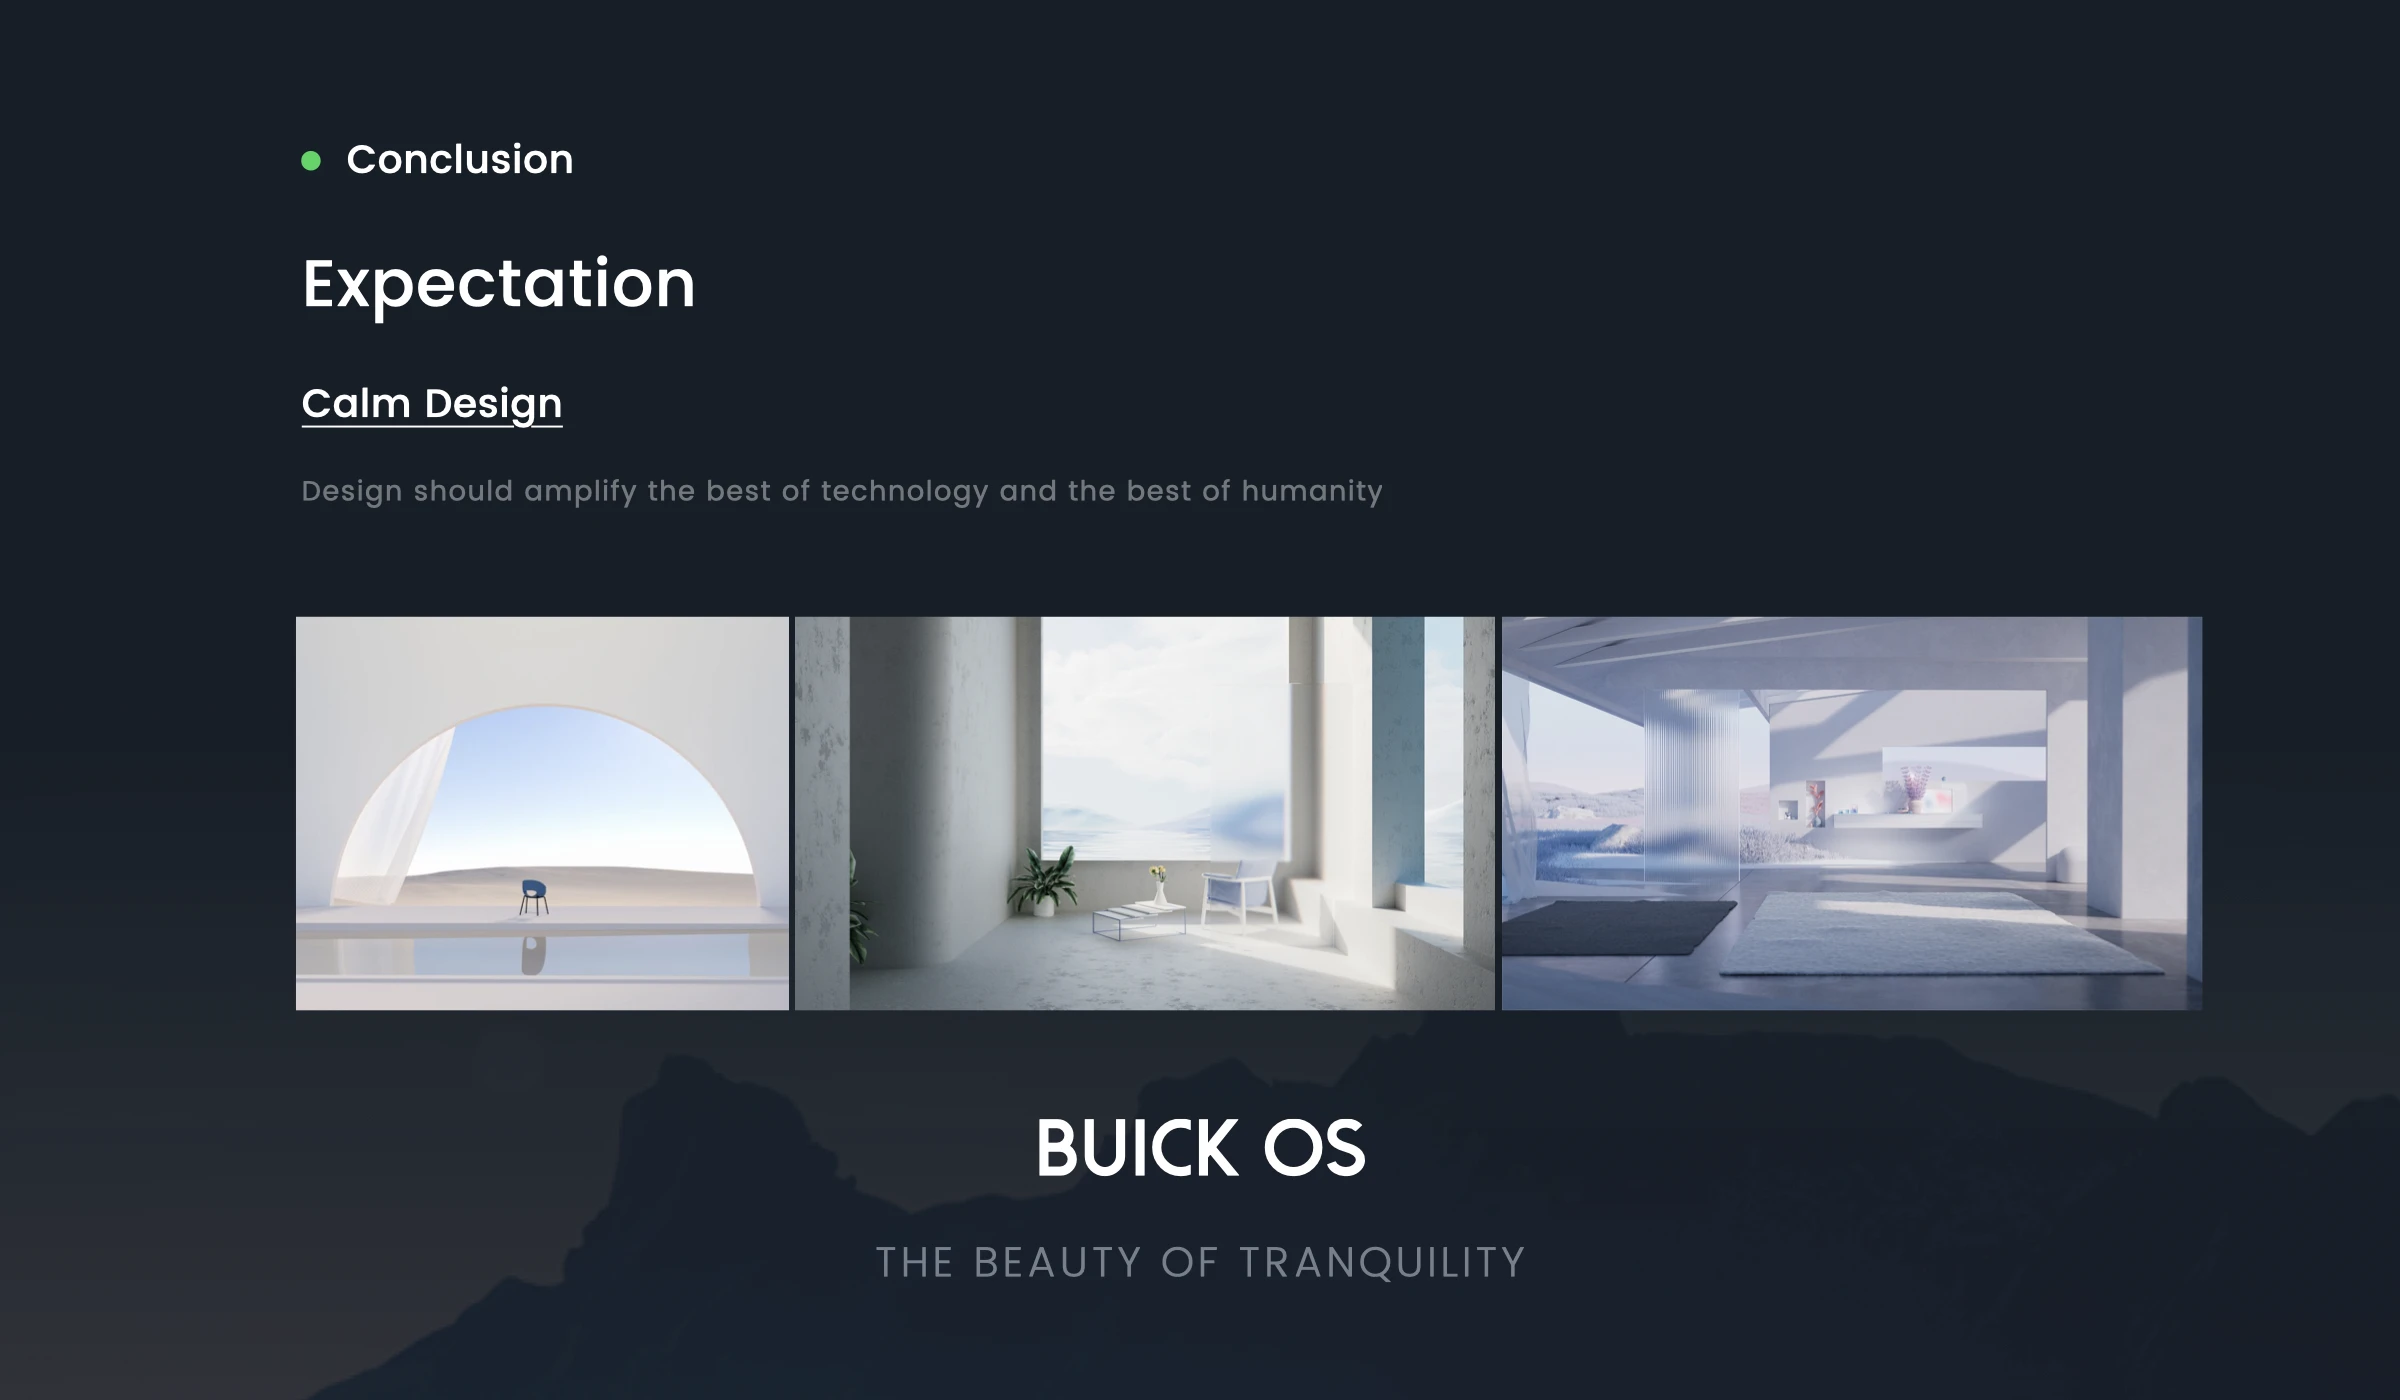 Conclusion
Expectation
Calm Design
Design should amplify the best of technology and the best of humanity
BUICK OS
THE BEAUTY OF TRANQUILITY